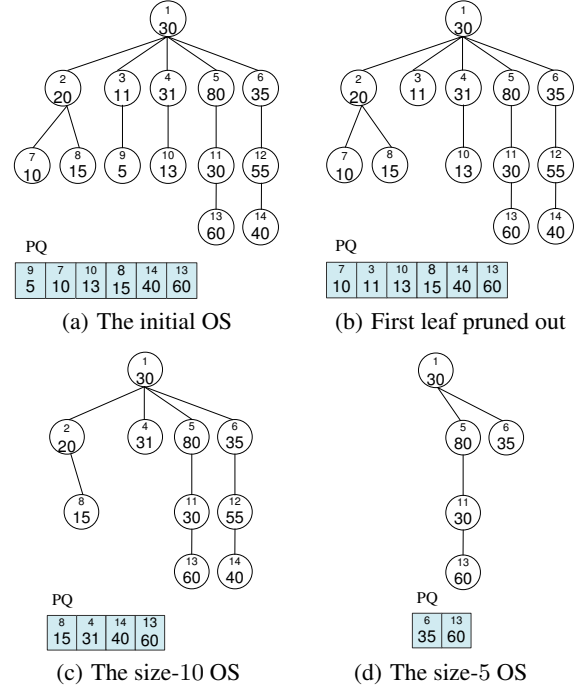 1 1
30 30
2 3 4 5 6 2 3 4 5 6
20 11 31 80 35 20 11 31 80 35
7 8 9 10 11 12 7 8 10 11 12
10 15 5 13 30 55 10 15 13 30 55
13 14 13 14
60 40 60 40
PQ PQ
9 7 10 8 14 13 7 3 10 8 14 13
5 10 13 15 40 60 10 11 13 15 40 60
(a) The initial OS (b) First leaf pruned out
1 1
30 30
2 4 5 6 5 6
20 31 80 35 80 35
8 11 12 11
15 30 55 30
13 14 13
60 40 60
PQ PQ
8 4 14 13 6 13
15 31 40 60 35 60
(c) The size-10 OS (d) The size-5 OS